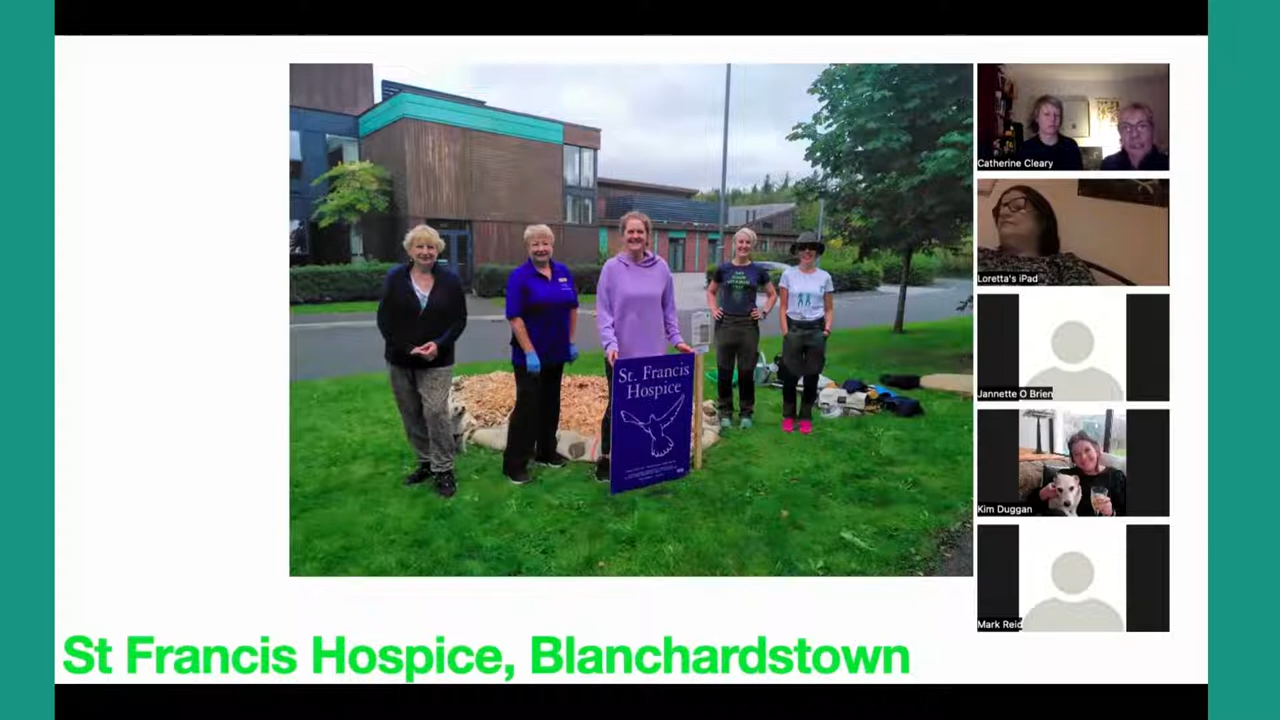 Catherine Cleary
Loretta's iPad
Jannette O Brien
Kim Duggan
Mark Reid
St. Francis
Hospice
St Francis Hospice, Blanchardstown